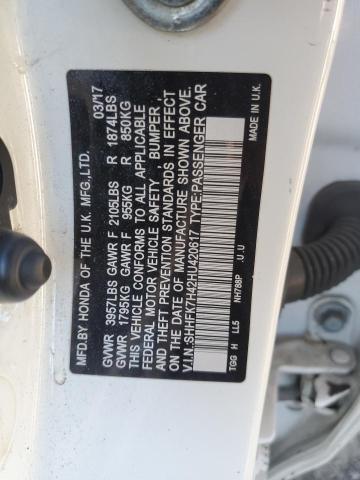 MFD.BY HONDA OF THE U.K. MFG.,LTD. 03/17
GVWR 3957LBS GAWR F 2105LBS R 1874LBS
GVWR 1795KG GAWR F 955KG R 850KG
THIS VEHICLE CONFORMS TO ALL APPLICABLE
FEDERAL MOTOR VEHICLE SAFETY, BUMPER,
AND THEFT PREVENTION STANDARDS IN EFFECT
ON THE DATE OF MANUFACTURE SHOWN ABOVE.
V.I.N.:SHHFK7H42HU420617 TYPE:PASSENGER CAR
NH788P .U .U
TGG H LL5
MADE IN U.K.